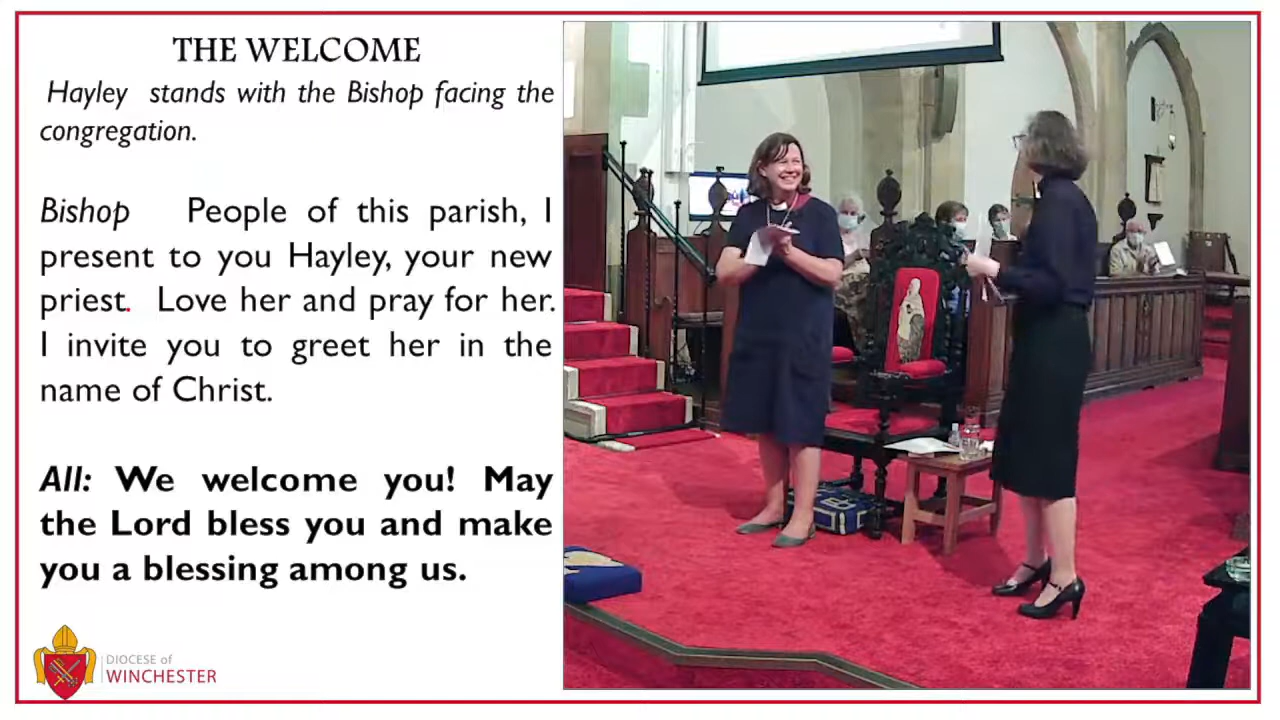 THE WELCOME
Hayley stands with the Bishop facing the
congregation.
Bishop People of this parish, I
present to you Hayley, your new
priest. Love her and pray for her.
I invite you to greet her in the
name of Christ.
All: We welcome you! May
the Lord bless you and make
you a blessing among us.
DIOCESE of
WINCHESTER